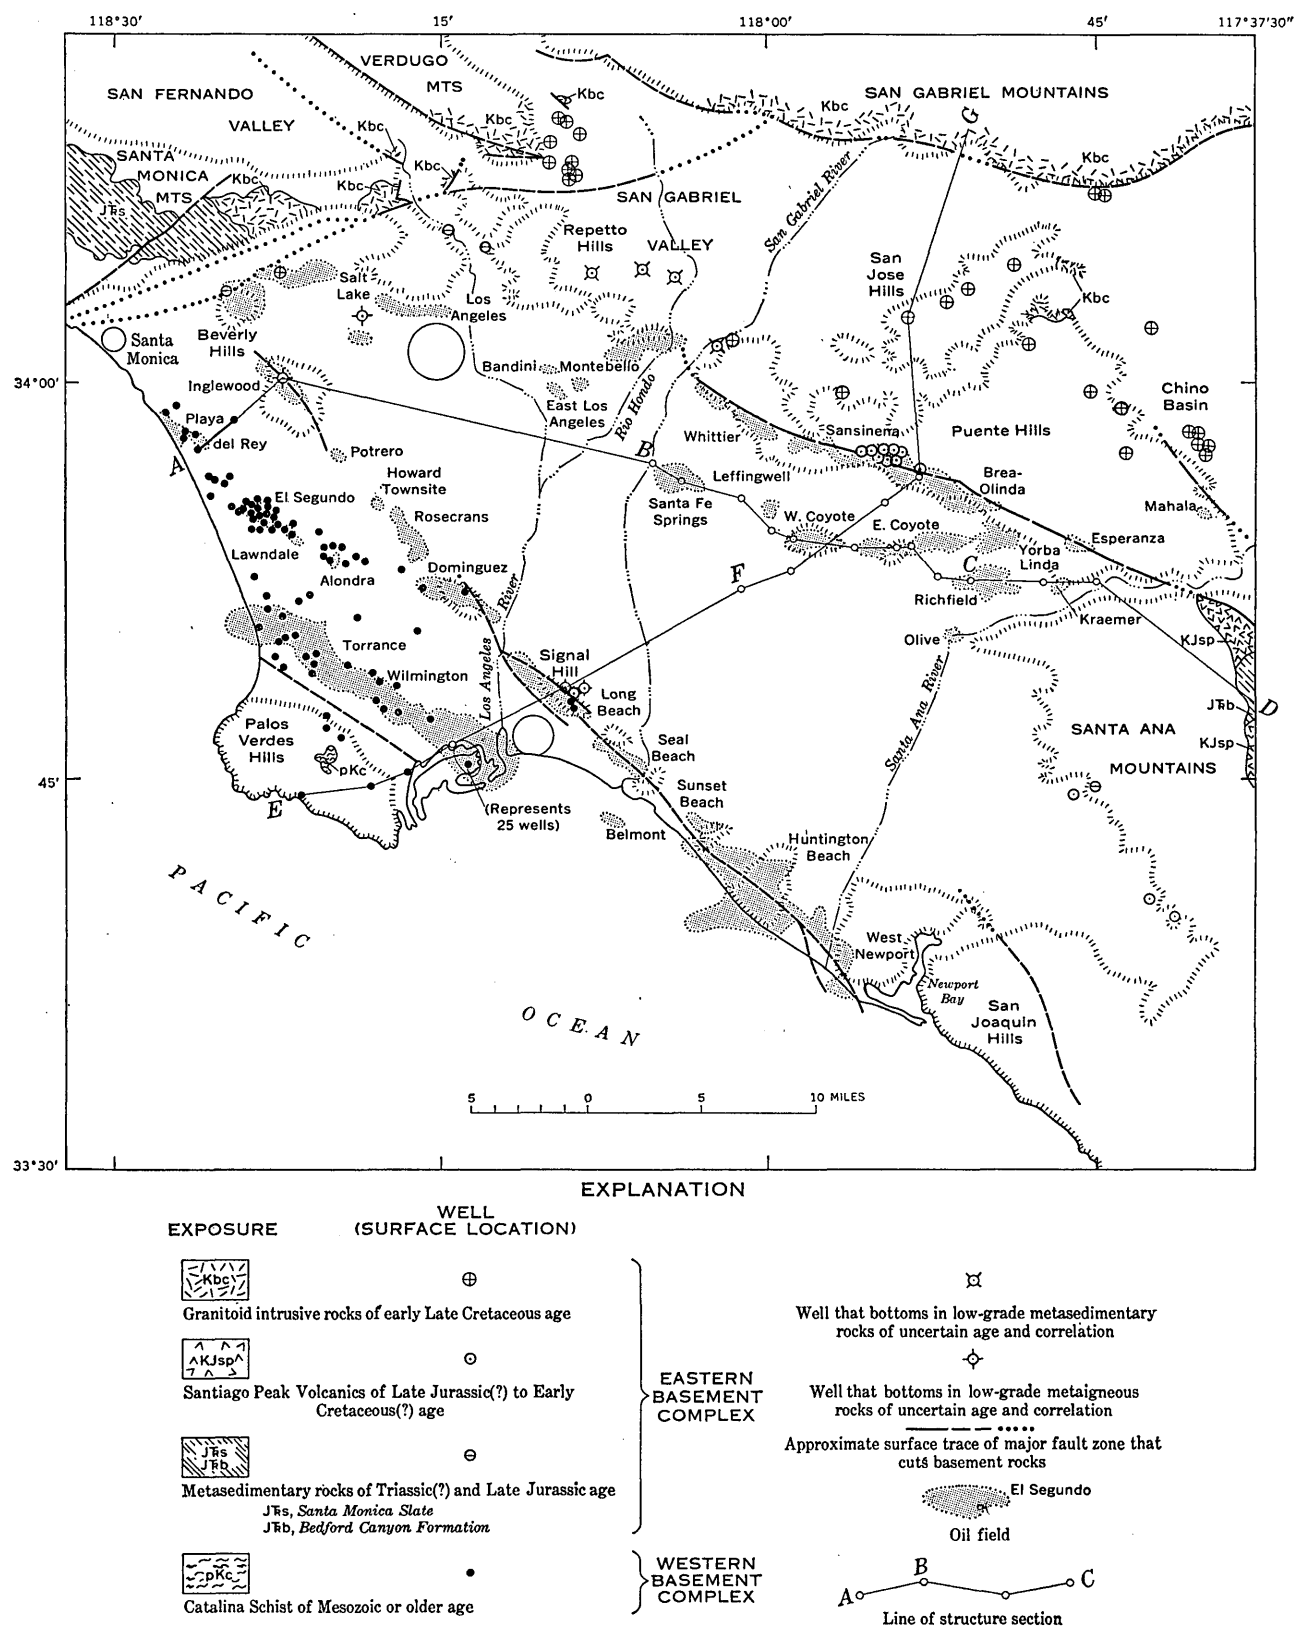 118°30′
15′
118°00′
45′
117°37′30″
VERDUGO
MTS
Kbc
SAN FERNANDO
VALLEY
Kbc
Kbc
SAN GABRIEL MOUNTAINS
Kbc
G
Kbc
SANTA
MONICA
MTS
Kbc
Kbc
Kbc
JTRs
SAN GABRIEL
VALLEY
San Gabriel River
Repetto
Hills
San
Jose
Hills
Kbc
Salt
Lake
Los
Angeles
Santa
Monica
Beverly
Hills
Bandini
Montebello
34°00′
Inglewood
East Los
Angeles
Rio Hondo
Chino
Basin
Playa
del Rey
A
Whittier
Sansinena
Puente Hills
Potrero
B
Howard
Townsite
Leffingwell
Brea-
Olinda
El Segundo
Rosecrans
Santa Fe
Springs
W. Coyote
E. Coyote
Mahala
Lawndale
Yorba
Linda
Esperanza
Alondra
Dominguez
F
C
Richfield
Kraemer
River
Olive
KJsp
Torrance
Signal
Hill
Wilmington
Los Angeles
Long
Beach
Santa Ana River
JTRb
D
Palos
Verdes
Hills
SANTA ANA
MOUNTAINS
KJsp
Seal
Beach
pKc
45′
E
Sunset
Beach
(Represents
25 wells)
Belmont
Huntington
Beach
PACIFIC
OCEAN
West
Newport
Newport
Bay
San
Joaquin
Hills
5 0 5 10 MILES
33°30′
EXPLANATION
EXPOSURE
WELL
(SURFACE LOCATION)
Kbc
Granitoid intrusive rocks of early Late Cretaceous age
KJsp
Santiago Peak Volcanics of Late Jurassic(?) to Early
Cretaceous(?) age
JTRs
JTRb
Metasedimentary rocks of Triassic(?) and Late Jurassic age
JTRs, Santa Monica Slate
JTRb, Bedford Canyon Formation
EASTERN
BASEMENT
COMPLEX
pKc
Catalina Schist of Mesozoic or older age
WESTERN
BASEMENT
COMPLEX
Well that bottoms in low-grade metasedimentary
rocks of uncertain age and correlation
Well that bottoms in low-grade metaigneous
rocks of uncertain age and correlation
Approximate surface trace of major fault zone that
cuts basement rocks
El Segundo
Oil field
A
B
C
Line of structure section